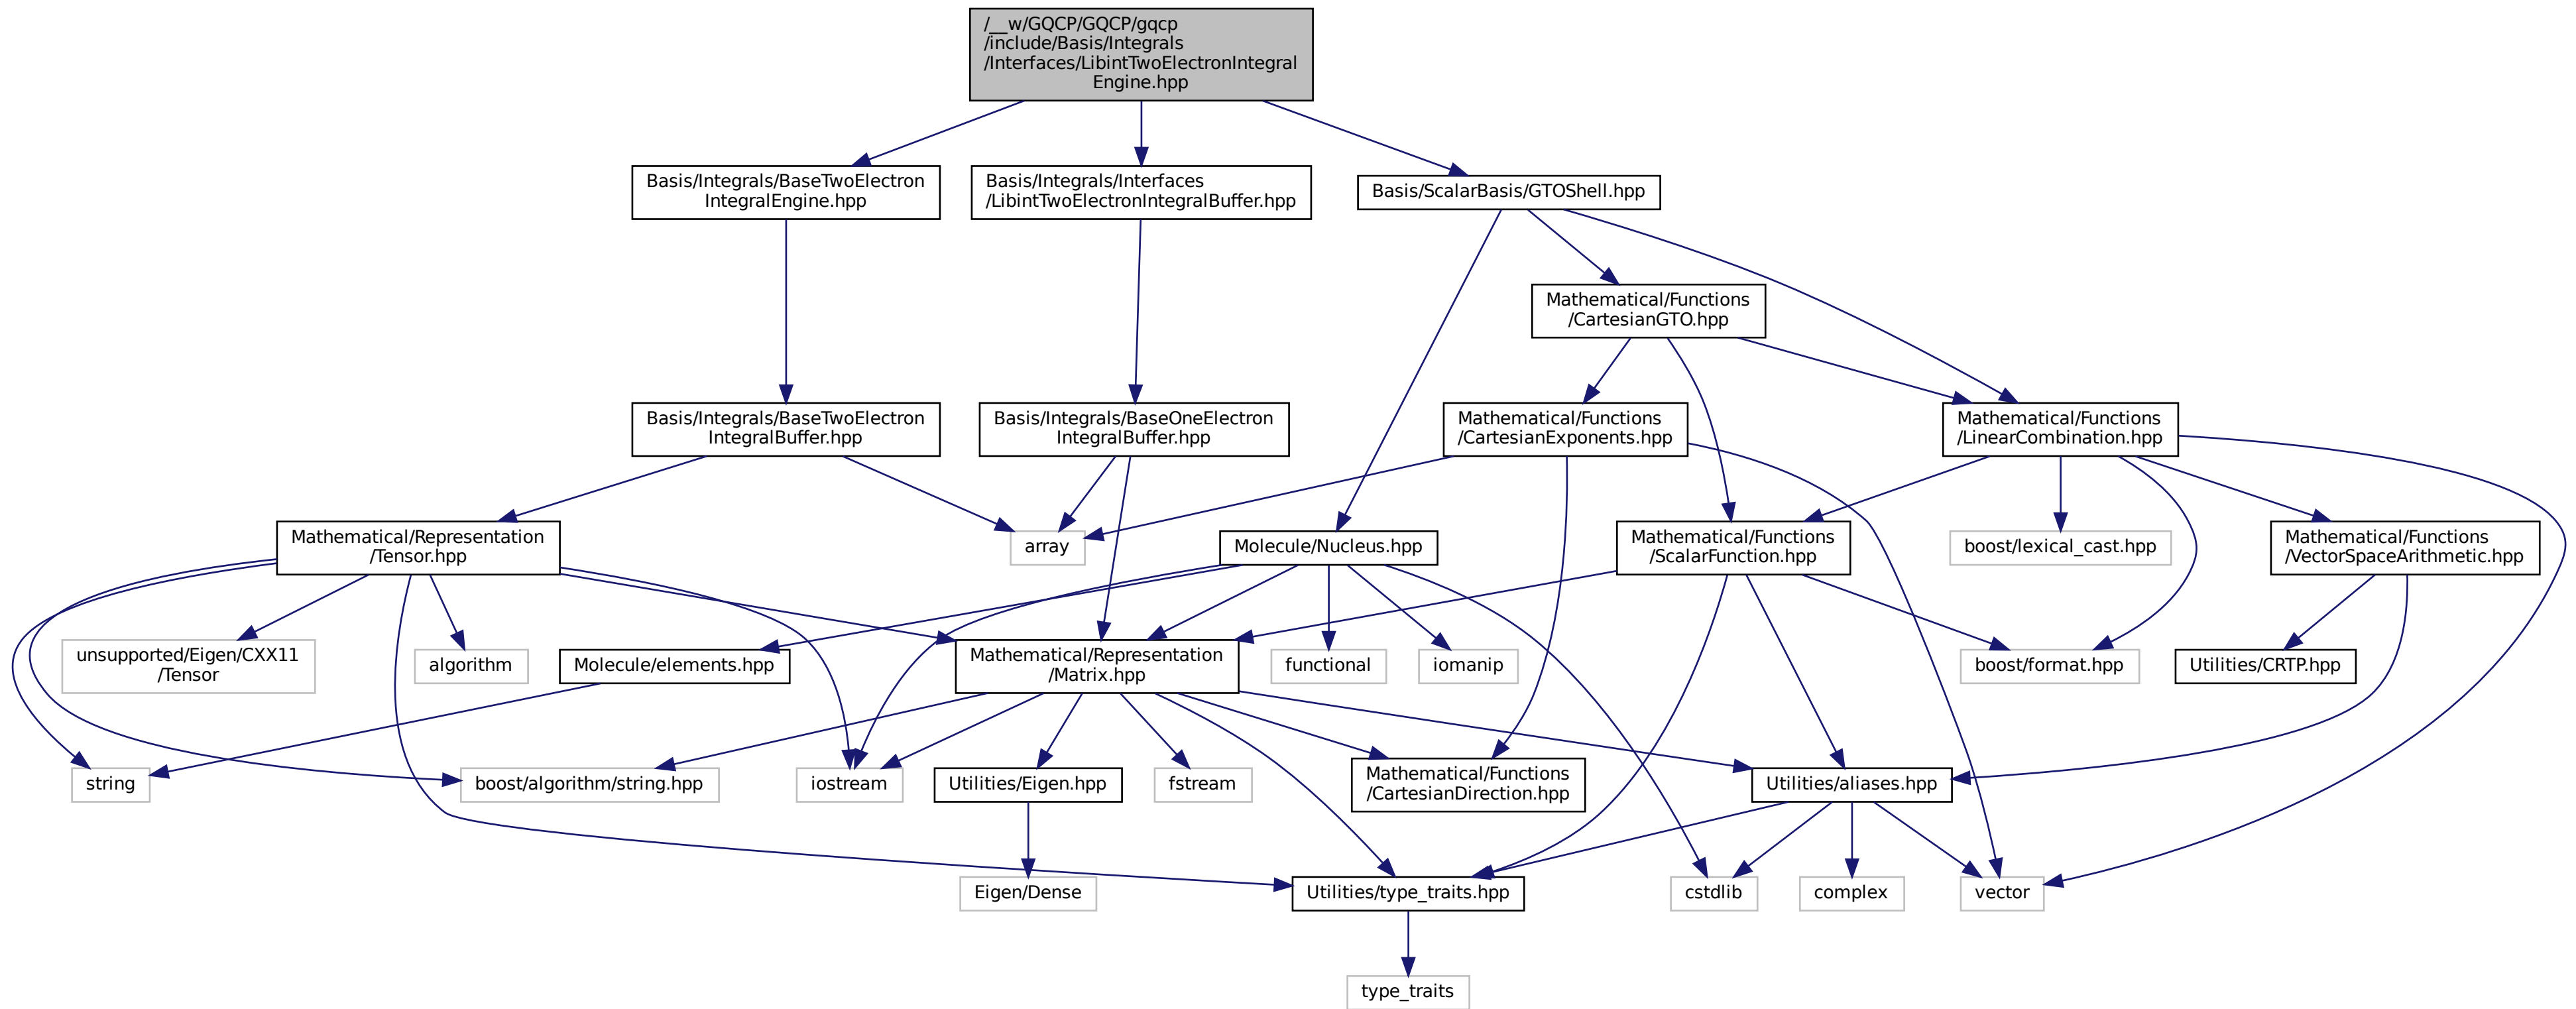 /__w/GQCP/GQCP/gqcp
/include/Basis/Integrals
/Interfaces/LibintTwoElectronIntegral
Engine.hpp
Basis/Integrals/BaseTwoElectron
IntegralEngine.hpp
Basis/Integrals/Interfaces
/LibintTwoElectronIntegralBuffer.hpp
Basis/ScalarBasis/GTOShell.hpp
Mathematical/Functions
/CartesianGTO.hpp
Basis/Integrals/BaseTwoElectron
IntegralBuffer.hpp
Basis/Integrals/BaseOneElectron
IntegralBuffer.hpp
Mathematical/Functions
/CartesianExponents.hpp
Mathematical/Functions
/LinearCombination.hpp
Mathematical/Representation
/Tensor.hpp
array
Molecule/Nucleus.hpp
Mathematical/Functions
/ScalarFunction.hpp
boost/lexical_cast.hpp
Mathematical/Functions
/VectorSpaceArithmetic.hpp
unsupported/Eigen/CXX11
/Tensor
algorithm
Molecule/elements.hpp
Mathematical/Representation
/Matrix.hpp
functional
iomanip
boost/format.hpp
Utilities/CRTP.hpp
string
boost/algorithm/string.hpp
iostream
Utilities/Eigen.hpp
fstream
Mathematical/Functions
/CartesianDirection.hpp
Utilities/aliases.hpp
Eigen/Dense
Utilities/type_traits.hpp
cstdlib
complex
vector
type_traits